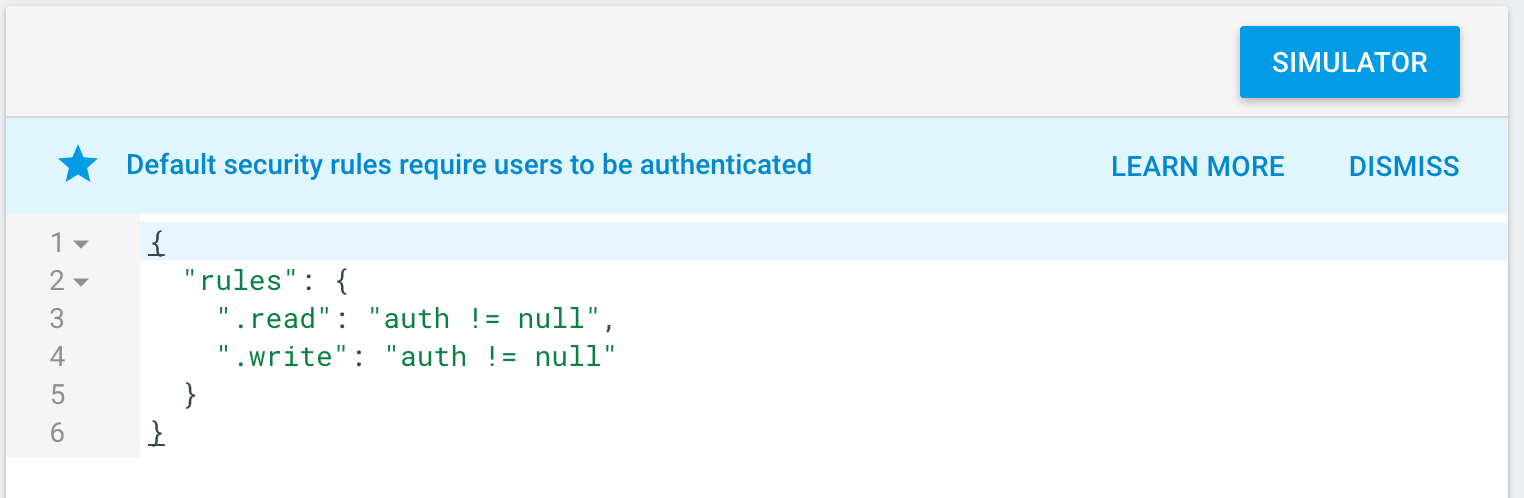 SIMULATOR
Default security rules require users to be authenticated LEARN MORE DISMISS
1 {
2 "rules": {
3 ".read": "auth != null",
4 ".write": "auth != null"
5 }
6 }